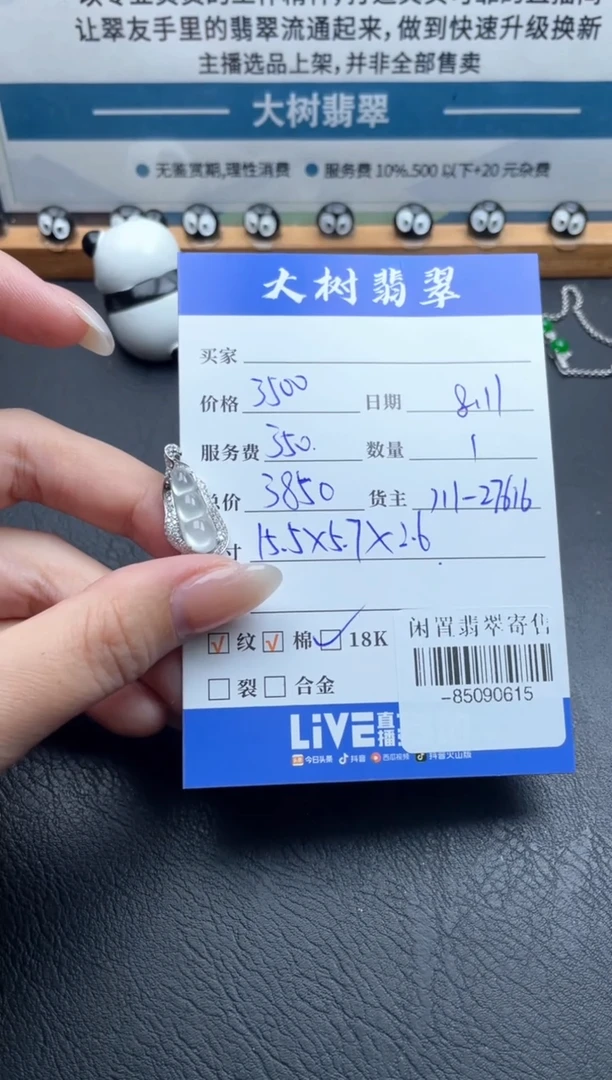 让翠友手里的翡翠流通起来,做到快速升级换新
主播选品上架,并非全部售卖
大树翡翠
无鉴赏期,理性消费 服务费10%.500以下+20元杂费
大树翡翠
买家
价格 3500 日期 8.11
服务费 350. 数量 1
总价 3850 货主 711-27616
寸 15.5×5.7×2.6
√ 纹 √ 棉 ✓ 18K
裂 合金
闲置翡翠寄售
-85090615
LiVE 直播
今日头条 抖音 西瓜视频 抖音火山版